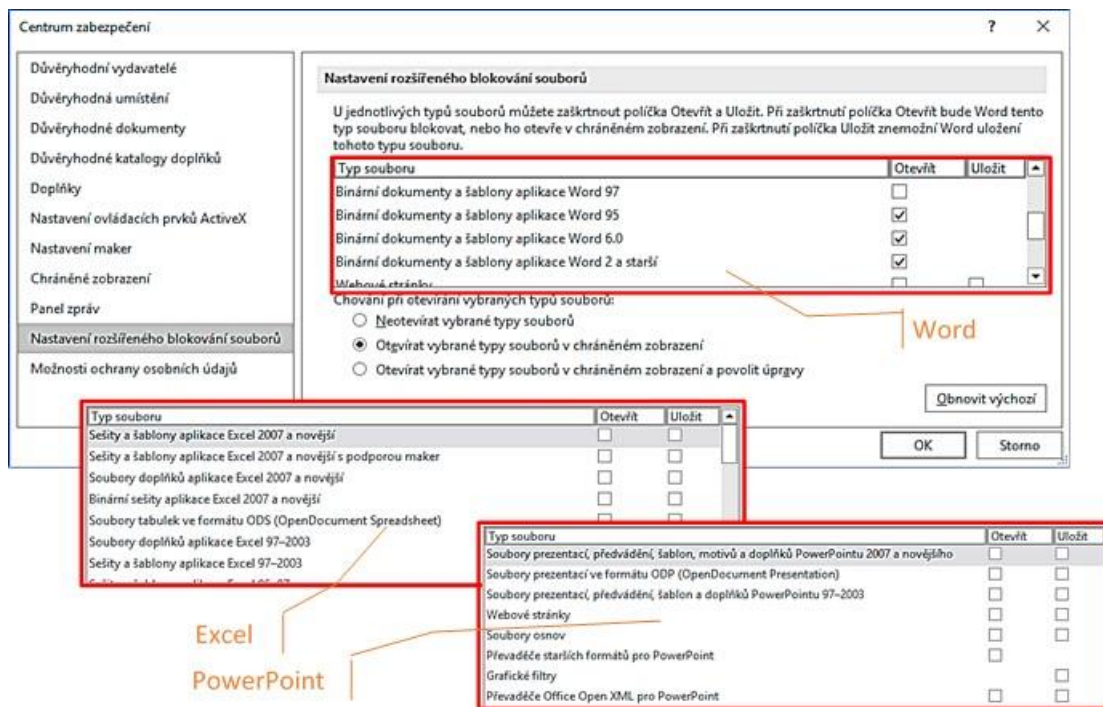 Centrum zabezpečení
?
Důvěryhodní vydavatelé
Důvěryhodná umístění
Důvěryhodné dokumenty
Důvěryhodné katalogy doplňků
Doplňky
Nastavení ovládacích prvků ActiveX
Nastavení maker
Chráněné zobrazení
Panel zpráv
Nastavení rozšířeného blokování souborů
Možnosti ochrany osobních údajů
Nastavení rozšířeného blokování souborů
U jednotlivých typů souborů můžete zaškrtnout políčka Otevřít a Uložit. Při zaškrtnutí políčka Otevřít bude Word tento
typ souboru blokovat, nebo ho otevře v chráněném zobrazení. Při zaškrtnutí políčka Uložit znemožní Word uložení
tohoto typu souboru.
Typ souboru Otevřít Uložit
Binární dokumenty a šablony aplikace Word 97
Binární dokumenty a šablony aplikace Word 95
Binární dokumenty a šablony aplikace Word 6.0
Binární dokumenty a šablony aplikace Word 2 a starší
Webové stránky
Chování při otevírání vybraných typů souborů:
Neotevírat vybrané typy souborů
Otevírat vybrané typy souborů v chráněném zobrazení
Otevírat vybrané typy souborů v chráněném zobrazení a povolit úpravy
Word
Obnovit výchozí
OK Storno
Typ souboru Otevřít Uložit
Sešity a šablony aplikace Excel 2007 a novější
Sešity a šablony aplikace Excel 2007 a novější s podporou maker
Soubory doplňků aplikace Excel 2007 a novější
Binární sešity aplikace Excel 2007 a novější
Soubory tabulek ve formátu ODS (OpenDocument Spreadsheet)
Soubory doplňků aplikace Excel 97–2003
Sešity a šablony aplikace Excel 97–2003
Excel
Typ souboru Otevřít Uložit
Soubory prezentací, předvádění, šablon, motivů a doplňků PowerPointu 2007 a novějšího
Soubory prezentací ve formátu ODP (OpenDocument Presentation)
Soubory prezentací, předvádění, šablon a doplňků PowerPointu 97–2003
Webové stránky
Soubory osnov
Převaděče starších formátů pro PowerPoint
Grafické filtry
Převaděče Office Open XML pro PowerPoint
PowerPoint